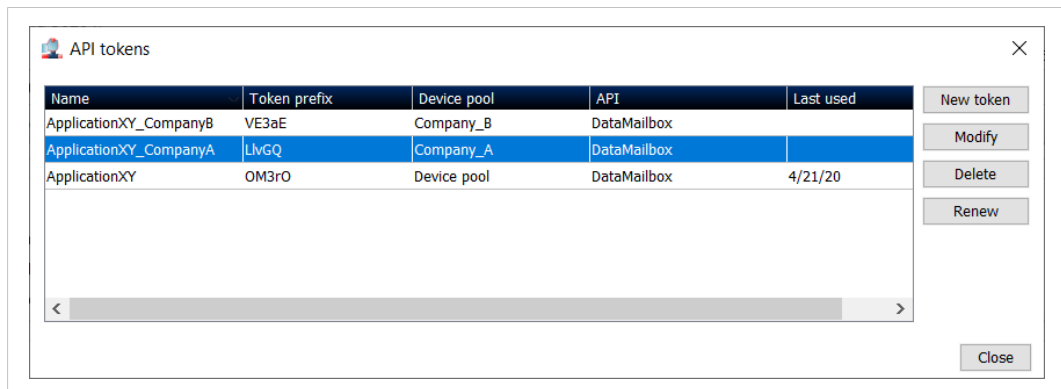 API tokens
Name Token prefix Device pool API Last used
New token
ApplicationXY_CompanyB VE3aE Company_B DataMailbox
Modify
ApplicationXY_CompanyA LlvGQ Company_A DataMailbox
ApplicationXY OM3rO Device pool DataMailbox 4/21/20
Delete
Renew
Close